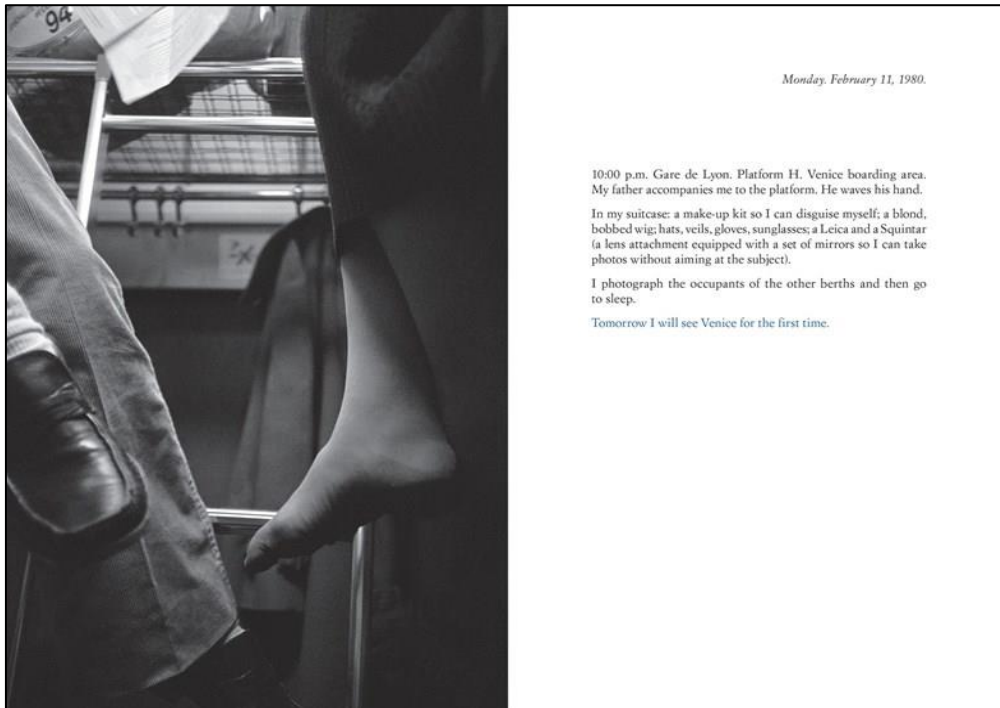 94
Monday. February 11, 1980.
10:00 p.m. Gare de Lyon. Platform H. Venice boarding area.
My father accompanies me to the platform. He waves his hand.
In my suitcase: a make-up kit so I can disguise myself; a blond,
bobbed wig; hats, veils, gloves, sunglasses; a Leica and a Squintar
(a lens attachment equipped with a set of mirrors so I can take
photos without aiming at the subject).
I photograph the occupants of the other berths and then go
to sleep.
Tomorrow I will see Venice for the first time.